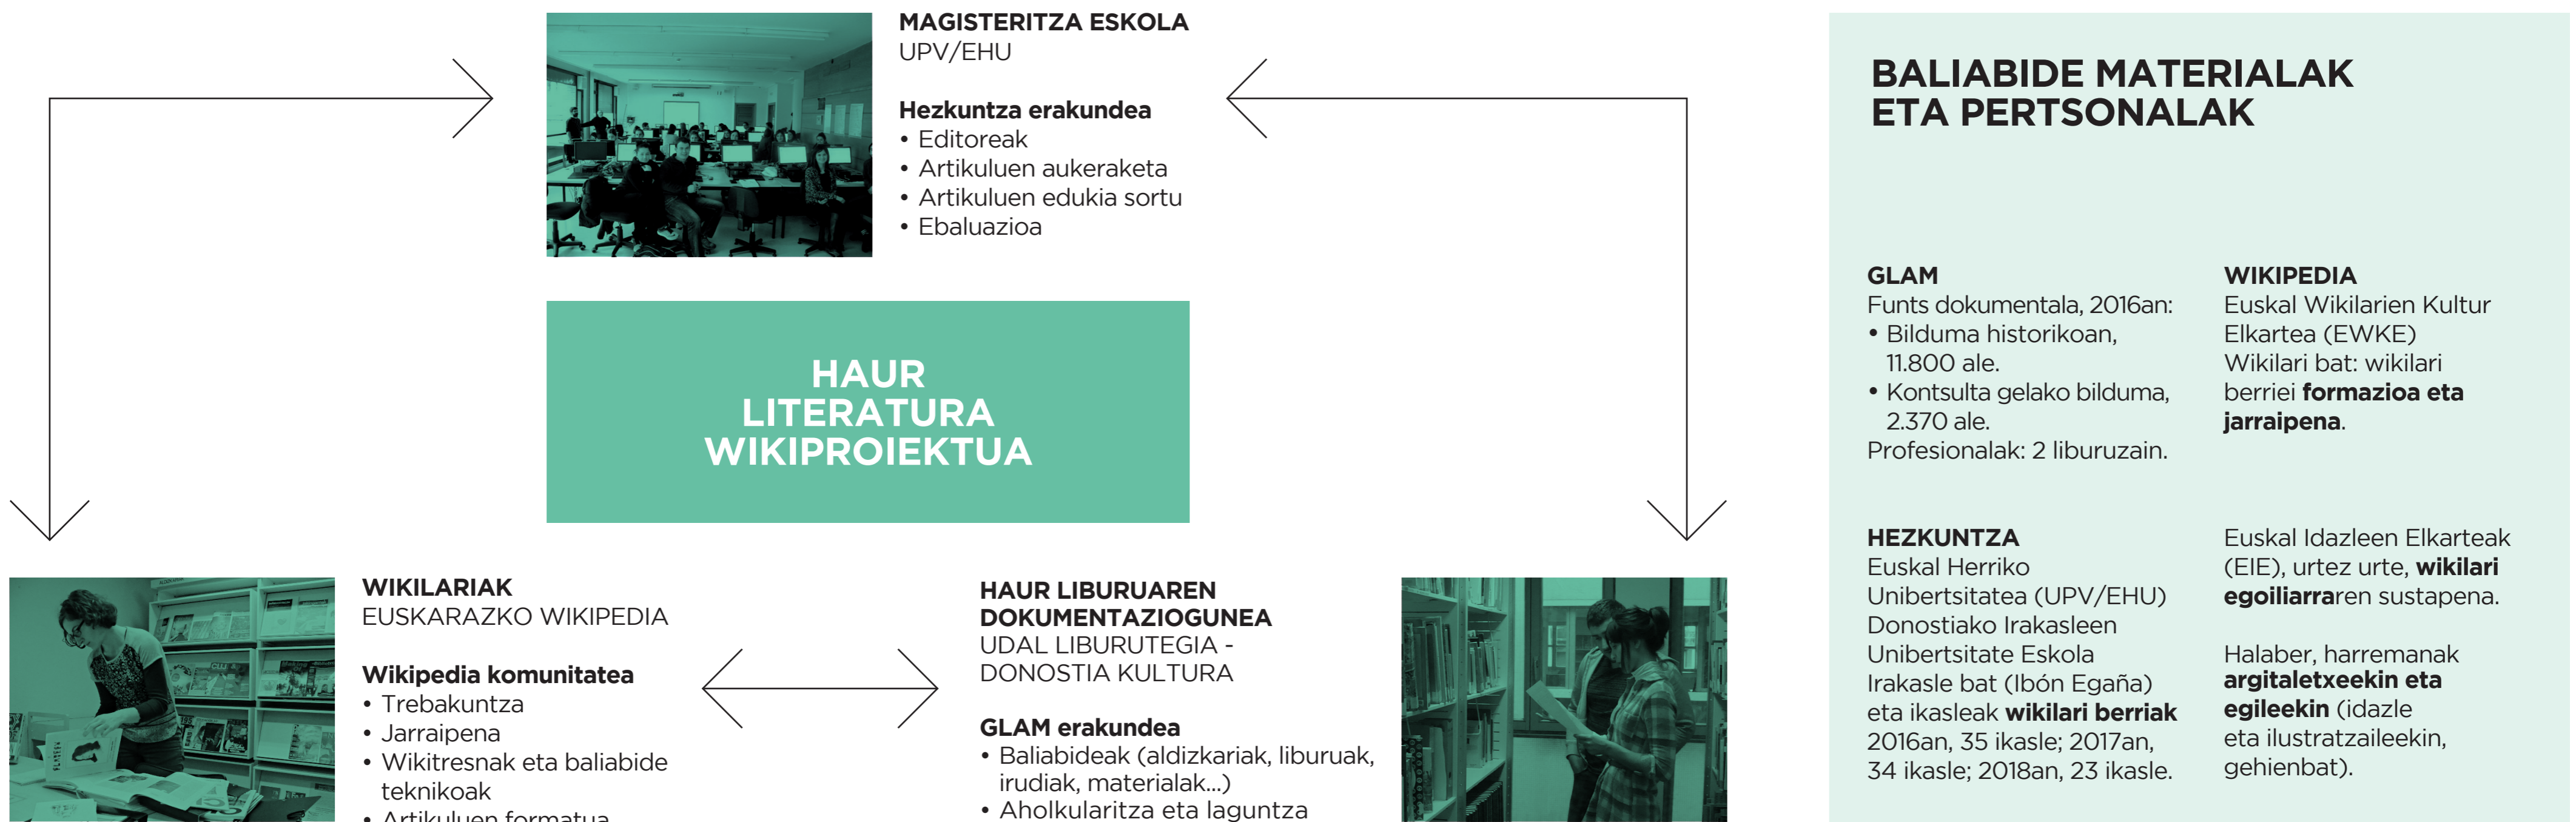 MAGISTERITZA ESKOLA
UPV/EHU
Hezkuntza erakundea
• Editoreak
• Artikuluen aukeraketa
• Artikuluen edukia sortu
• Ebaluazioa
HAUR
LITERATURA
WIKIPROIEKTUA
WIKILARIAK
EUSKARAZKO WIKIPEDIA
Wikipedia komunitatea
• Trebakuntza
• Jarraipena
• Wikitresnak eta baliabide
teknikoak
• Artikuluen formatua
HAUR LIBURUAREN
DOKUMENTAZIOGUNEA
UDAL LIBURUTEGIA -
DONOSTIA KULTURA
GLAM erakundea
• Baliabideak (aldizkariak, liburuak,
irudiak, materialak...)
• Aholkularitza eta laguntza
BALIABIDE MATERIALAK
ETA PERTSONALAK
GLAM
Funts dokumentala, 2016an:
• Bilduma historikoan,
11.800 ale.
• Kontsulta gelako bilduma,
2.370 ale.
Profesionalak: 2 liburuzain.
WIKIPEDIA
Euskal Wikilarien Kultur
Elkartea (EWKE)
Wikilari bat: wikilari
berriei formazioa eta
jarraipena.
HEZKUNTZA
Euskal Herriko
Unibertsitatea (UPV/EHU)
Donostiako Irakasleen
Unibertsitate Eskola
Irakasle bat (Ibón Egaña)
eta ikasleak wikilari berriak
2016an, 35 ikasle; 2017an,
34 ikasle; 2018an, 23 ikasle.
Euskal Idazleen Elkarteak
(EIE), urtez urte, wikilari
egoiliarraren sustapena.
Halaber, harremanak
argitaletxeekin eta
egileekin (idazle
eta ilustratzaileekin,
gehienbat).